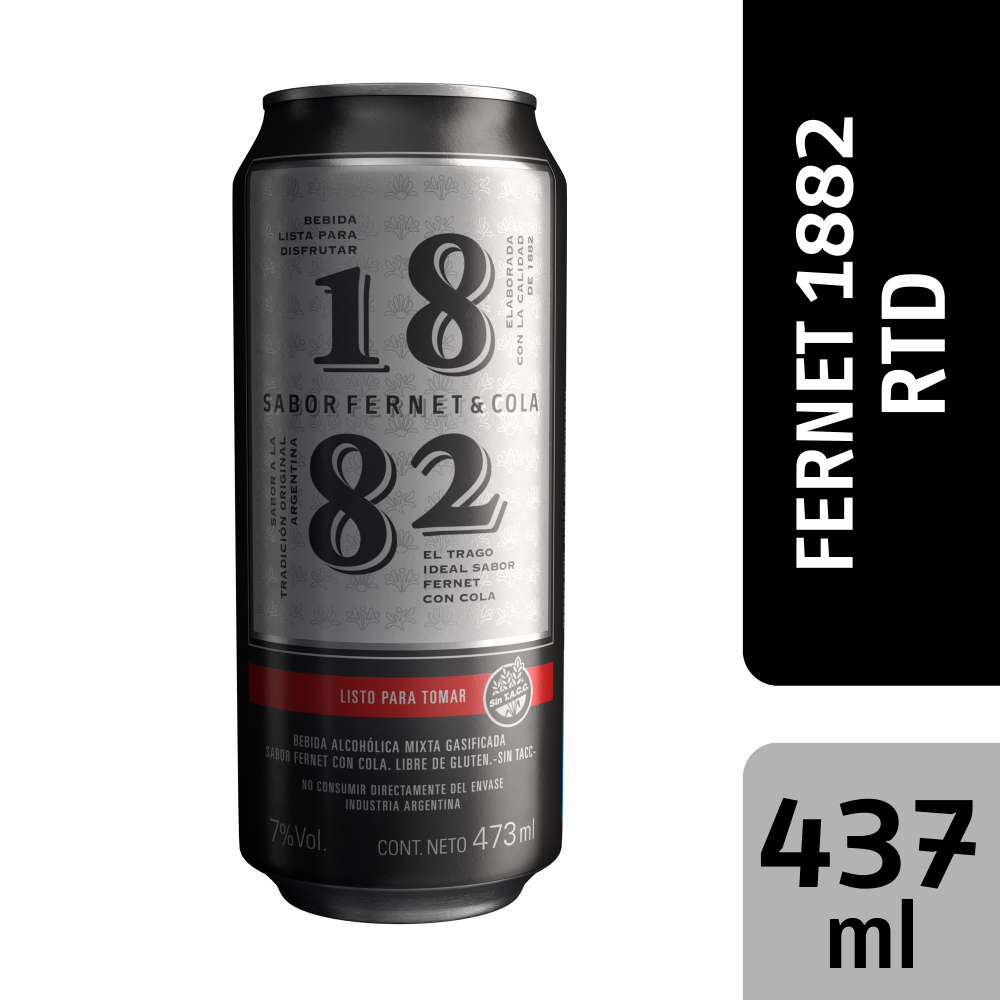 BEBIDA
LISTA PARA
DISFRUTAR
18
ELABORADA
CON LA CALIDAD
DE 1882
SABOR FERNET & COLA
SABOR A LA
TRADICIÓN ORIGINAL
ARGENTINA
82
EL TRAGO
IDEAL SABOR
FERNET
CON COLA
LISTO PARA TOMAR
Sin T.A.C.C.
BEBIDA ALCOHÓLICA MIXTA GASIFICADA
SABOR FERNET CON COLA. LIBRE DE GLUTEN.-SIN TACC-
NO CONSUMIR DIRECTAMENTE DEL ENVASE
INDUSTRIA ARGENTINA
7%Vol.
CONT. NETO 473ml
FERNET 1882
RTD
437
ml